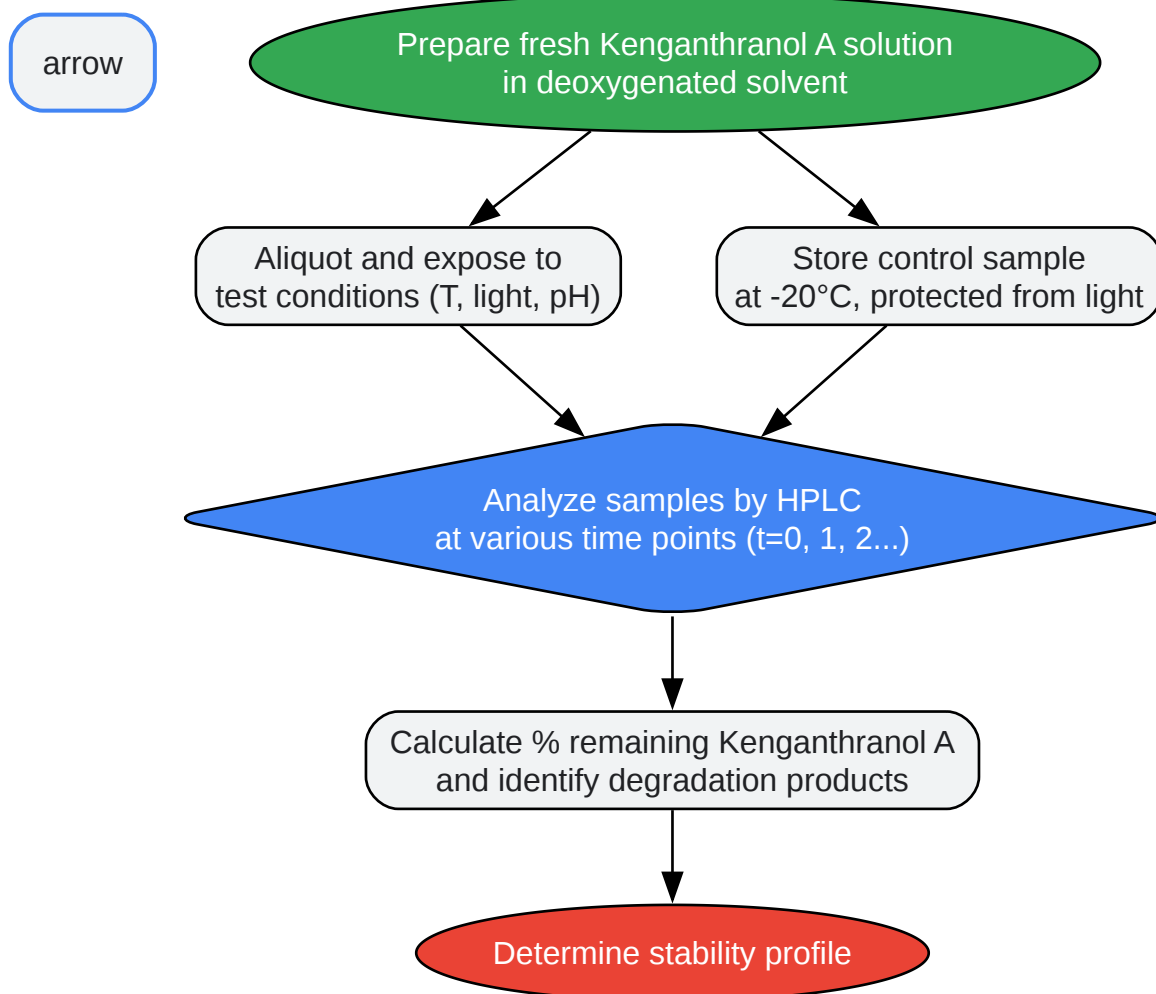 arrow
Prepare fresh Kenganthranol A solution
in deoxygenated solvent
Aliquot and expose to
test conditions (T, light, pH)
Store control sample
at -20°C, protected from light
Analyze samples by HPLC
at various time points (t=0, 1, 2...)
Calculate % remaining Kenganthranol A
and identify degradation products
Determine stability profile